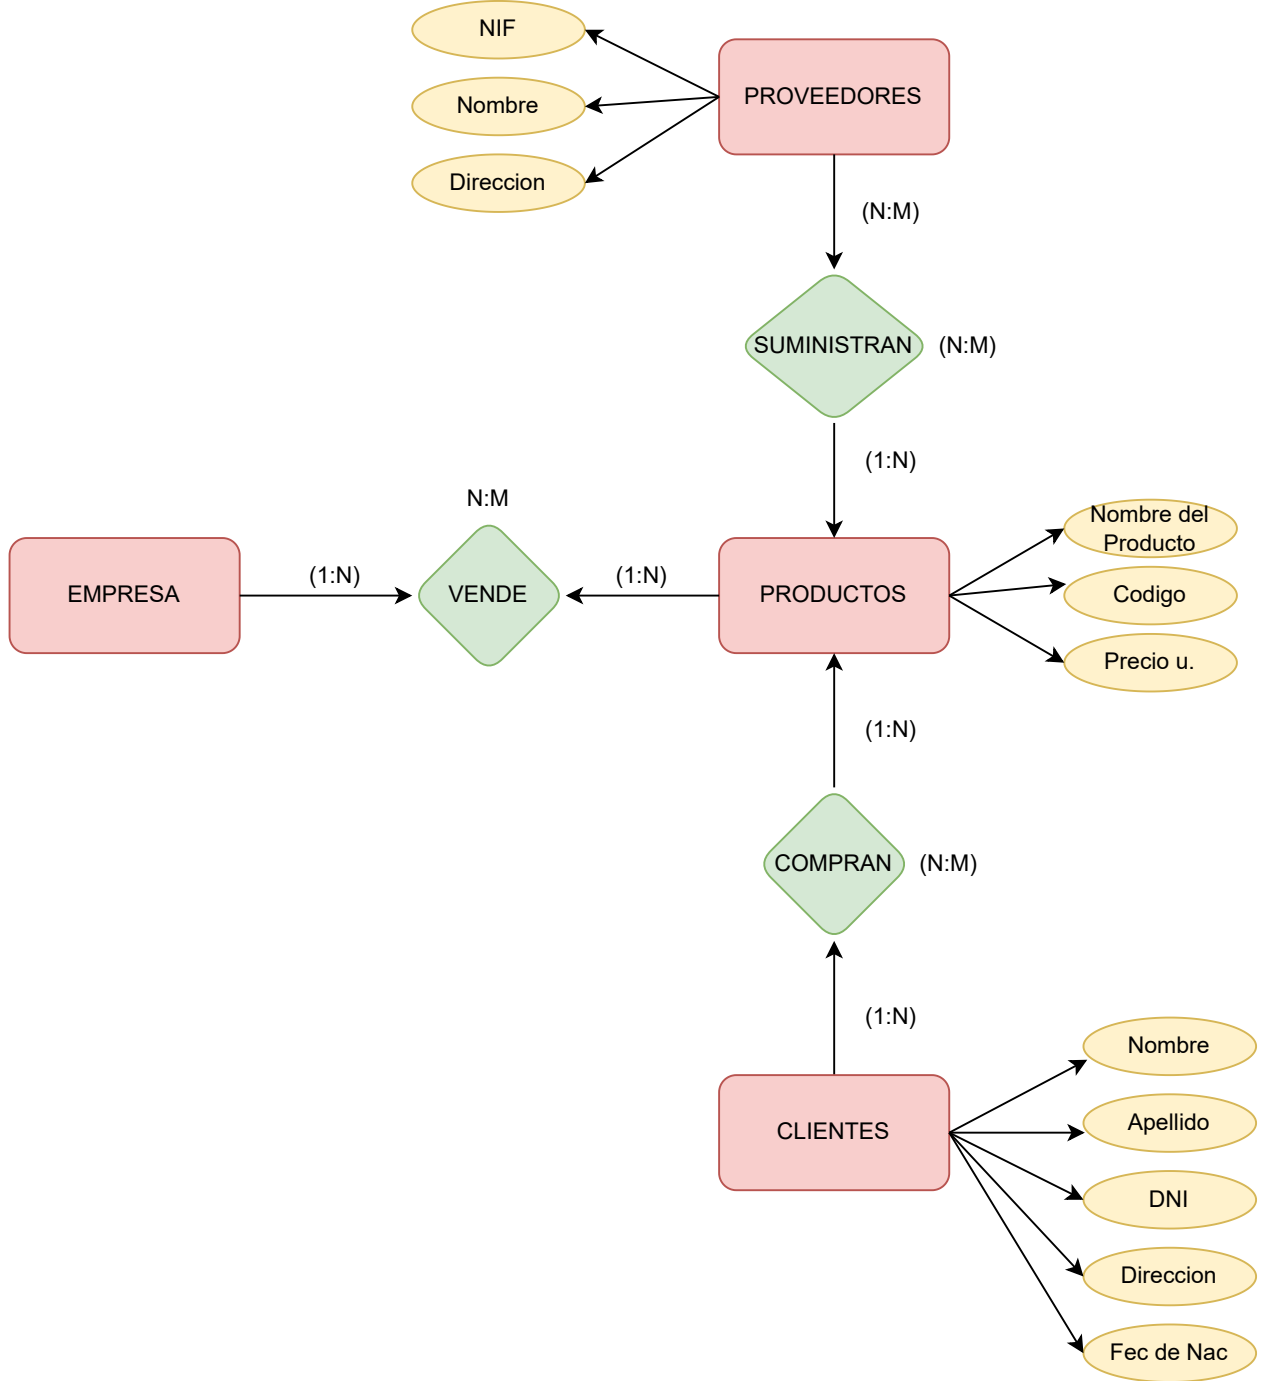 NIF
PROVEEDORES
Nombre
Direccion
(N:M)
SUMINISTRAN
(N:M)
(1:N)
N:M
Nombre del
Producto
EMPRESA
(1:N)
VENDE
(1:N)
PRODUCTOS
Codigo
Precio u.
(1:N)
COMPRAN
(N:M)
(1:N)
Nombre
CLIENTES
Apellido
DNI
Direccion
Fec de Nac